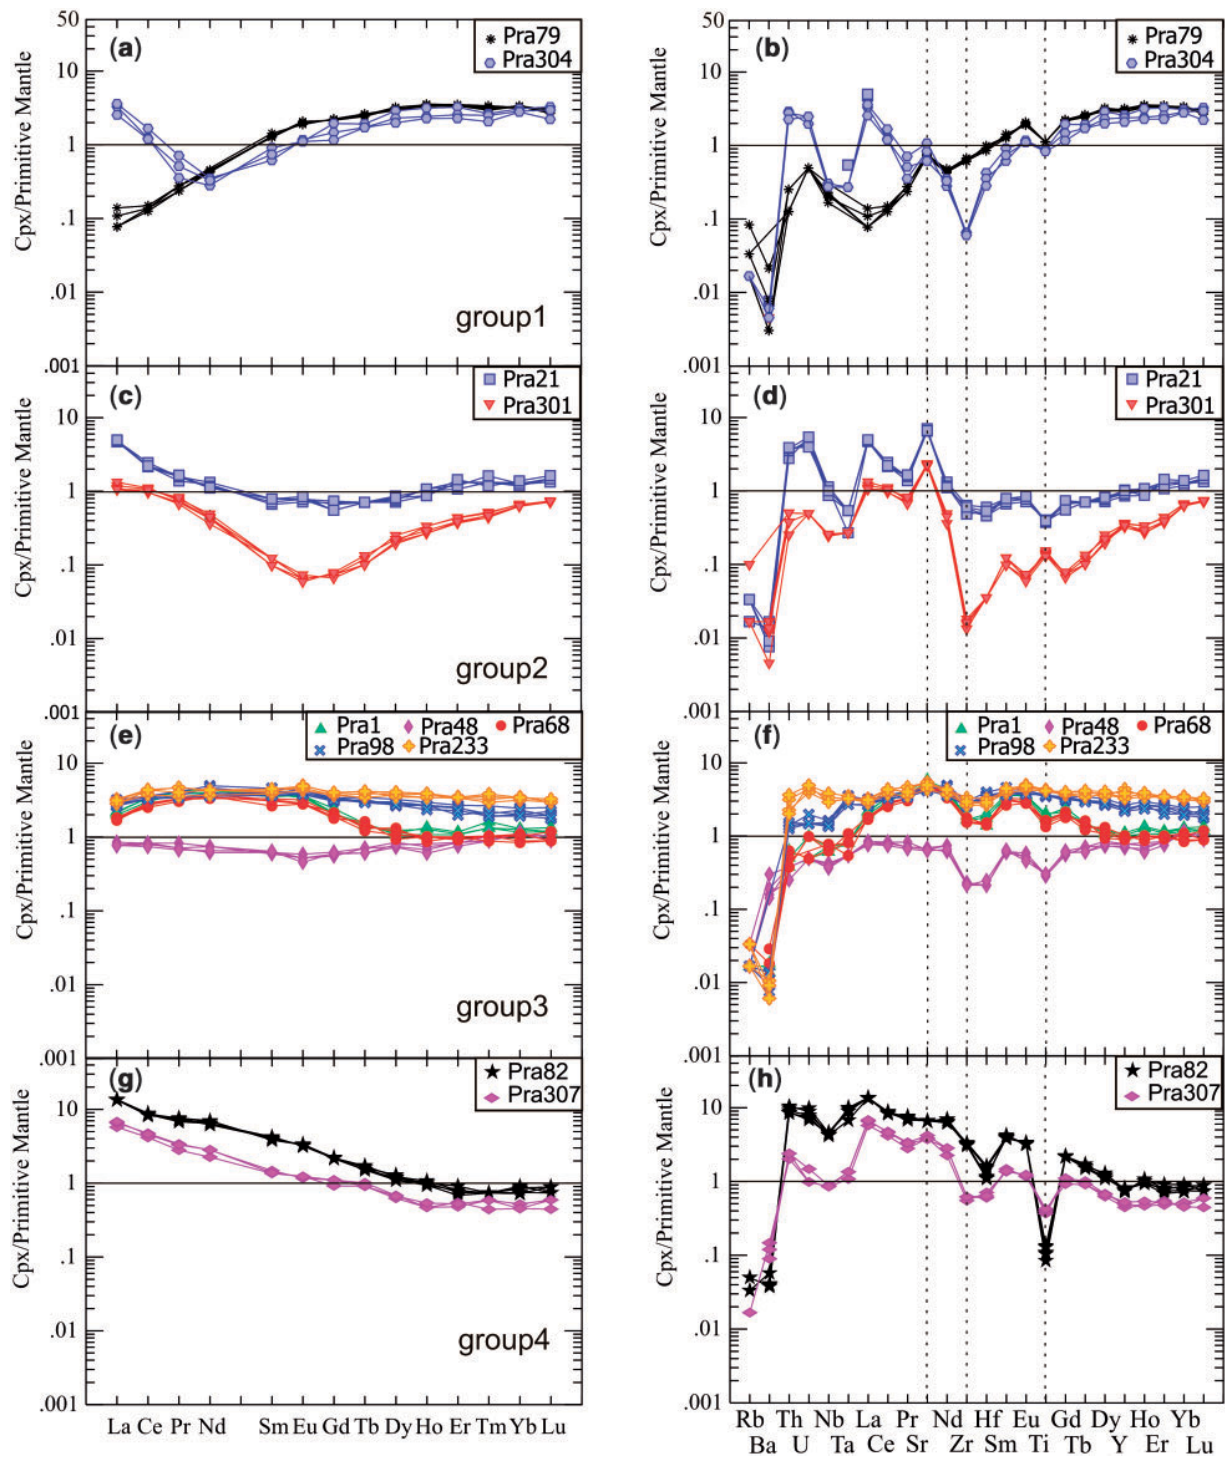 (a)
Pra79
Pra304
50
10
1
.1
.01
.001
Cpx/Primitive Mantle
group1
(b)
Pra79
Pra304
50
10
1
.1
.01
.001
Cpx/Primitive Mantle
(c)
Pra21
Pra301
10
1
.1
.01
.001
Cpx/Primitive Mantle
group2
(d)
Pra21
Pra301
10
1
.1
.01
.001
Cpx/Primitive Mantle
(e)
Pra1 Pra48 Pra68
Pra98 Pra233
10
1
.1
.01
.001
Cpx/Primitive Mantle
group3
(f)
Pra1 Pra48 Pra68
Pra98 Pra233
10
1
.1
.01
.001
Cpx/Primitive Mantle
(g)
Pra82
Pra307
10
1
.1
.01
.001
Cpx/Primitive Mantle
group4
La Ce Pr Nd Sm Eu Gd Tb Dy Ho Er Tm Yb Lu
(h)
Pra82
Pra307
10
1
.1
.01
.001
Cpx/Primitive Mantle
Rb Th Nb La Pr Nd Hf Eu Gd Dy Ho Yb
Ba U Ta Ce Sr Zr Sm Ti Tb Y Er Lu